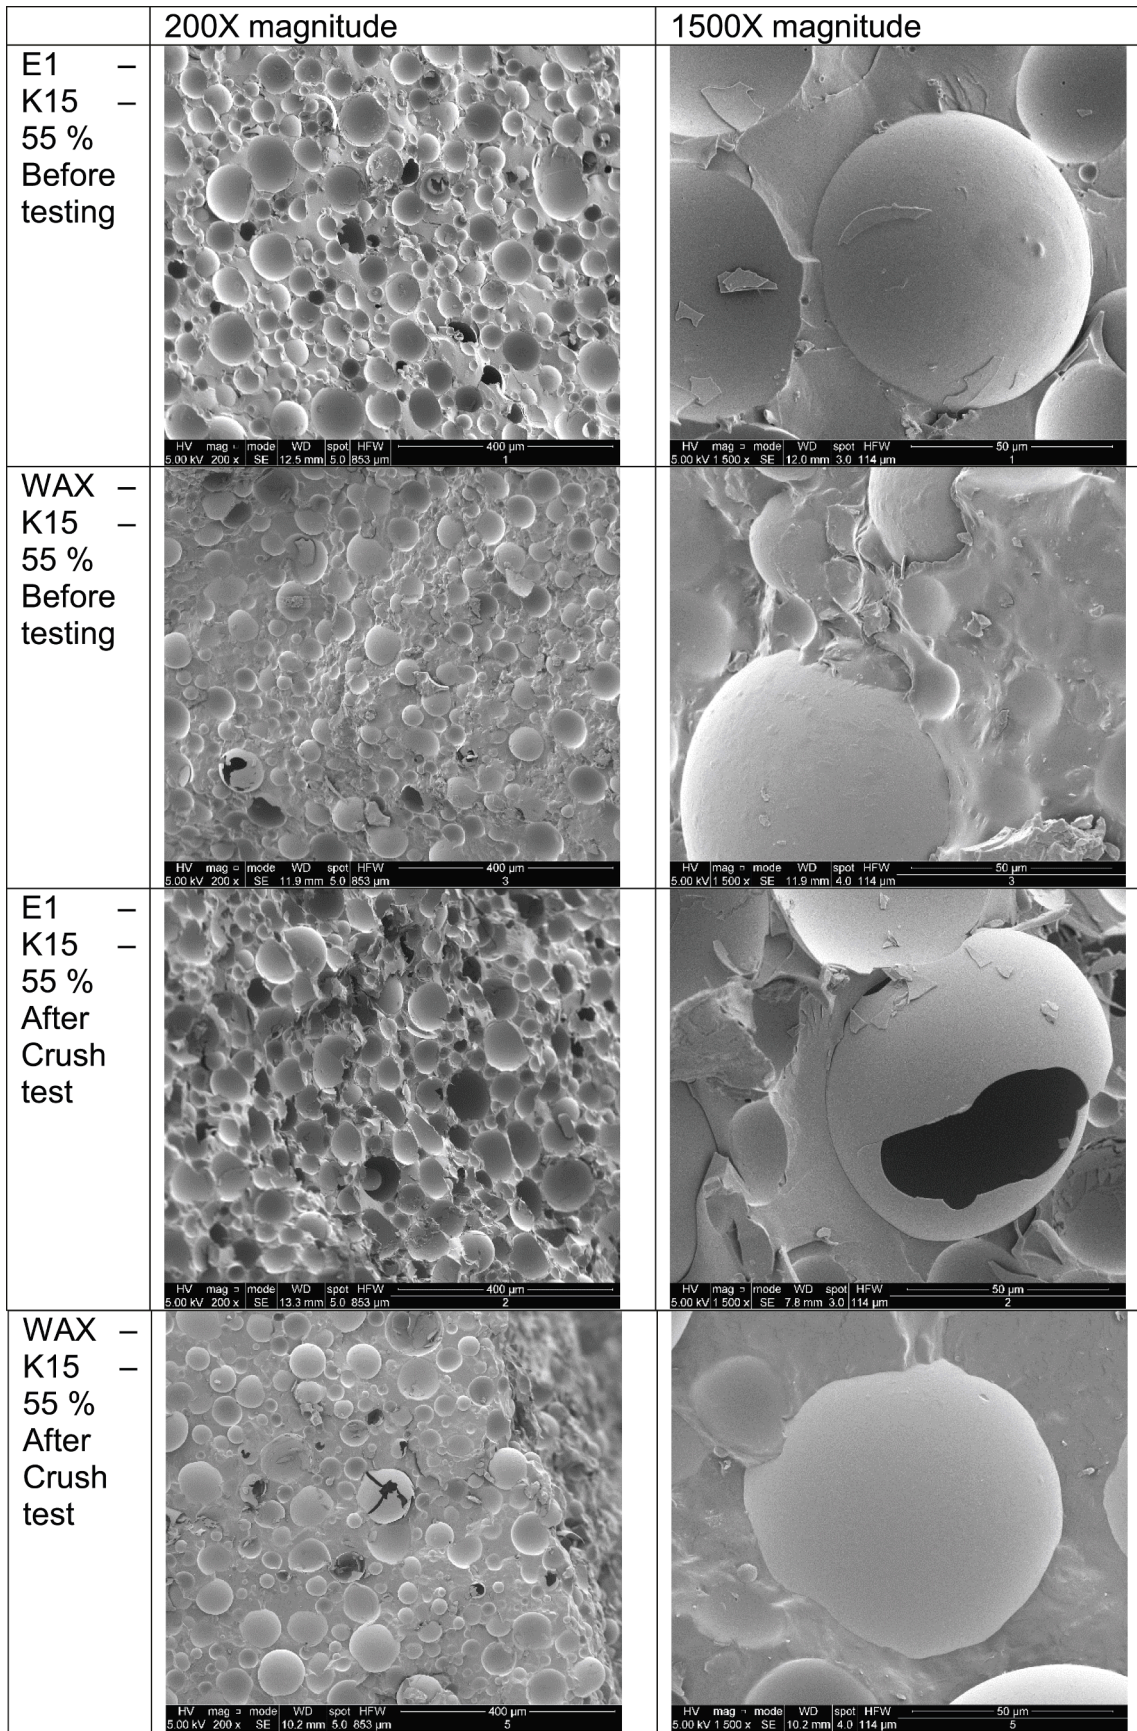 200X magnitude
1500X magnitude
E1 –
K15 –
55 %
Before
testing
HV mag mode WD spot HFW 400 µm
5.00 kV 200 x SE 12.5 mm 5.0 853 µm 1
HV mag mode WD spot HFW 50 µm
5.00 kV 1 500 x SE 12.0 mm 3.0 114 µm 1
WAX –
K15 –
55 %
Before
testing
HV mag mode WD spot HFW 400 µm
5.00 kV 200 x SE 11.9 mm 5.0 853 µm 3
HV mag mode WD spot HFW 50 µm
5.00 kV 1 500 x SE 11.9 mm 4.0 114 µm 3
E1 –
K15 –
55 %
After
Crush
test
HV mag mode WD spot HFW 400 µm
5.00 kV 200 x SE 13.3 mm 5.0 853 µm 2
HV mag mode WD spot HFW 50 µm
5.00 kV 1 500 x SE 7.8 mm 3.0 114 µm 2
WAX –
K15 –
55 %
After
Crush
test
HV mag mode WD spot HFW 400 µm
5.00 kV 200 x SE 10.2 mm 5.0 853 µm 5
HV mag mode WD spot HFW 50 µm
5.00 kV 1 500 x SE 10.2 mm 4.0 114 µm 5